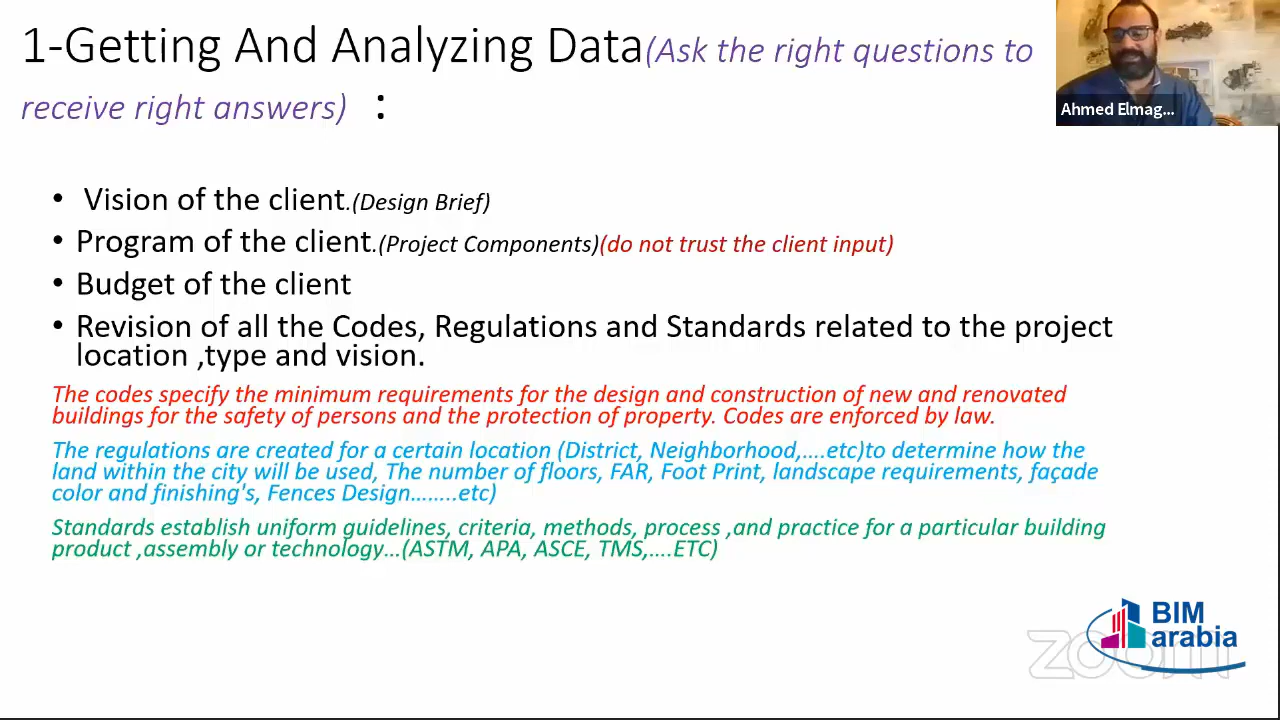 1-Getting And Analyzing Data(Ask the right questions to
receive right answers) :
Ahmed Elmag...
• Vision of the client.(Design Brief)
• Program of the client.(Project Components)(do not trust the client input)
• Budget of the client
• Revision of all the Codes, Regulations and Standards related to the project
location ,type and vision.
The codes specify the minimum requirements for the design and construction of new and renovated
buildings for the safety of persons and the protection of property. Codes are enforced by law.
The regulations are created for a certain location (District, Neighborhood,....etc)to determine how the
land within the city will be used, The number of floors, FAR, Foot Print, landscape requirements, façade
color and finishing's, Fences Design........etc)
Standards establish uniform guidelines, criteria, methods, process ,and practice for a particular building
product ,assembly or technology...(ASTM, APA, ASCE, TMS,....ETC)
BIM
arabia
zoom